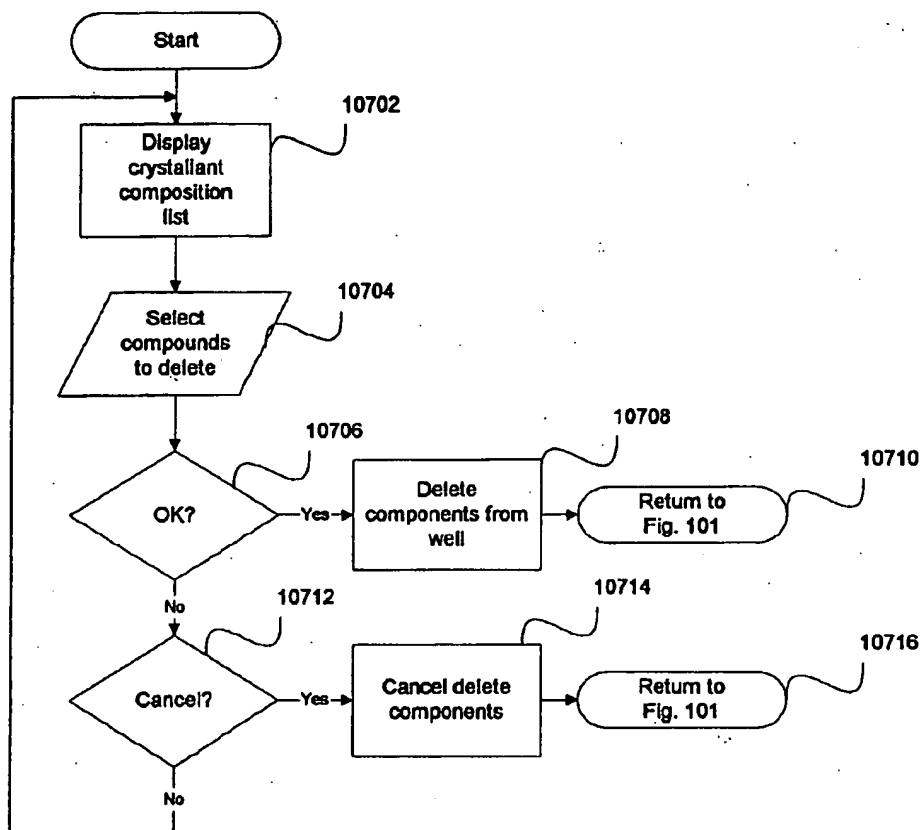 Start
10702
Display
crystallant
composition
list
10704
Select
compounds
to delete
10706
OK?
Yes
10708
Delete
components from
well
10710
Return to
Fig. 101
No
10712
Cancel?
Yes
10714
Cancel delete
components
10716
Return to
Fig. 101
No